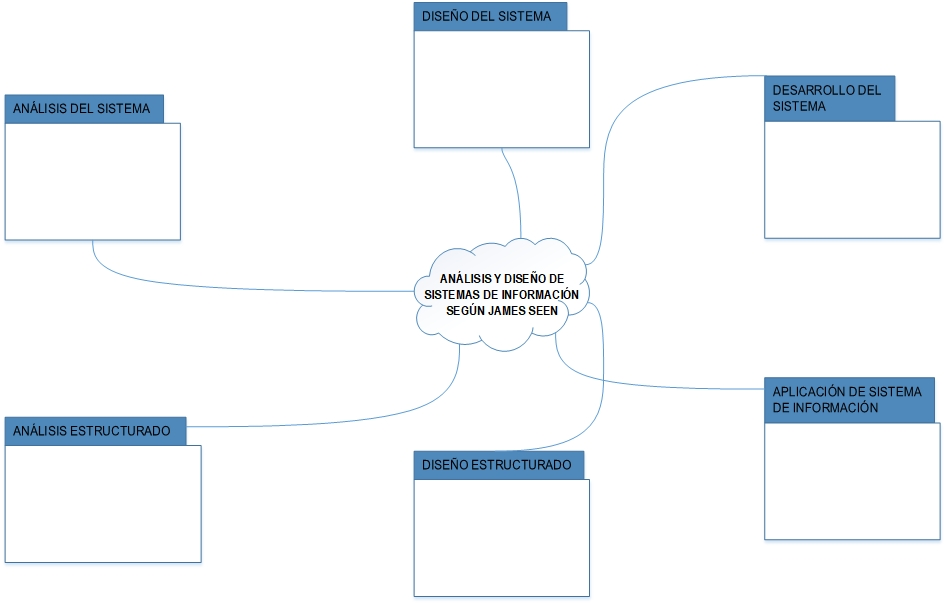 DISEÑO DEL SISTEMA
ANÁLISIS DEL SISTEMA
DESARROLLO DEL
SISTEMA
ANÁLISIS Y DISEÑO DE
SISTEMAS DE INFORMACIÓN
SEGÚN JAMES SEEN
APLICACIÓN DE SISTEMA
DE INFORMACIÓN
ANÁLISIS ESTRUCTURADO
DISEÑO ESTRUCTURADO